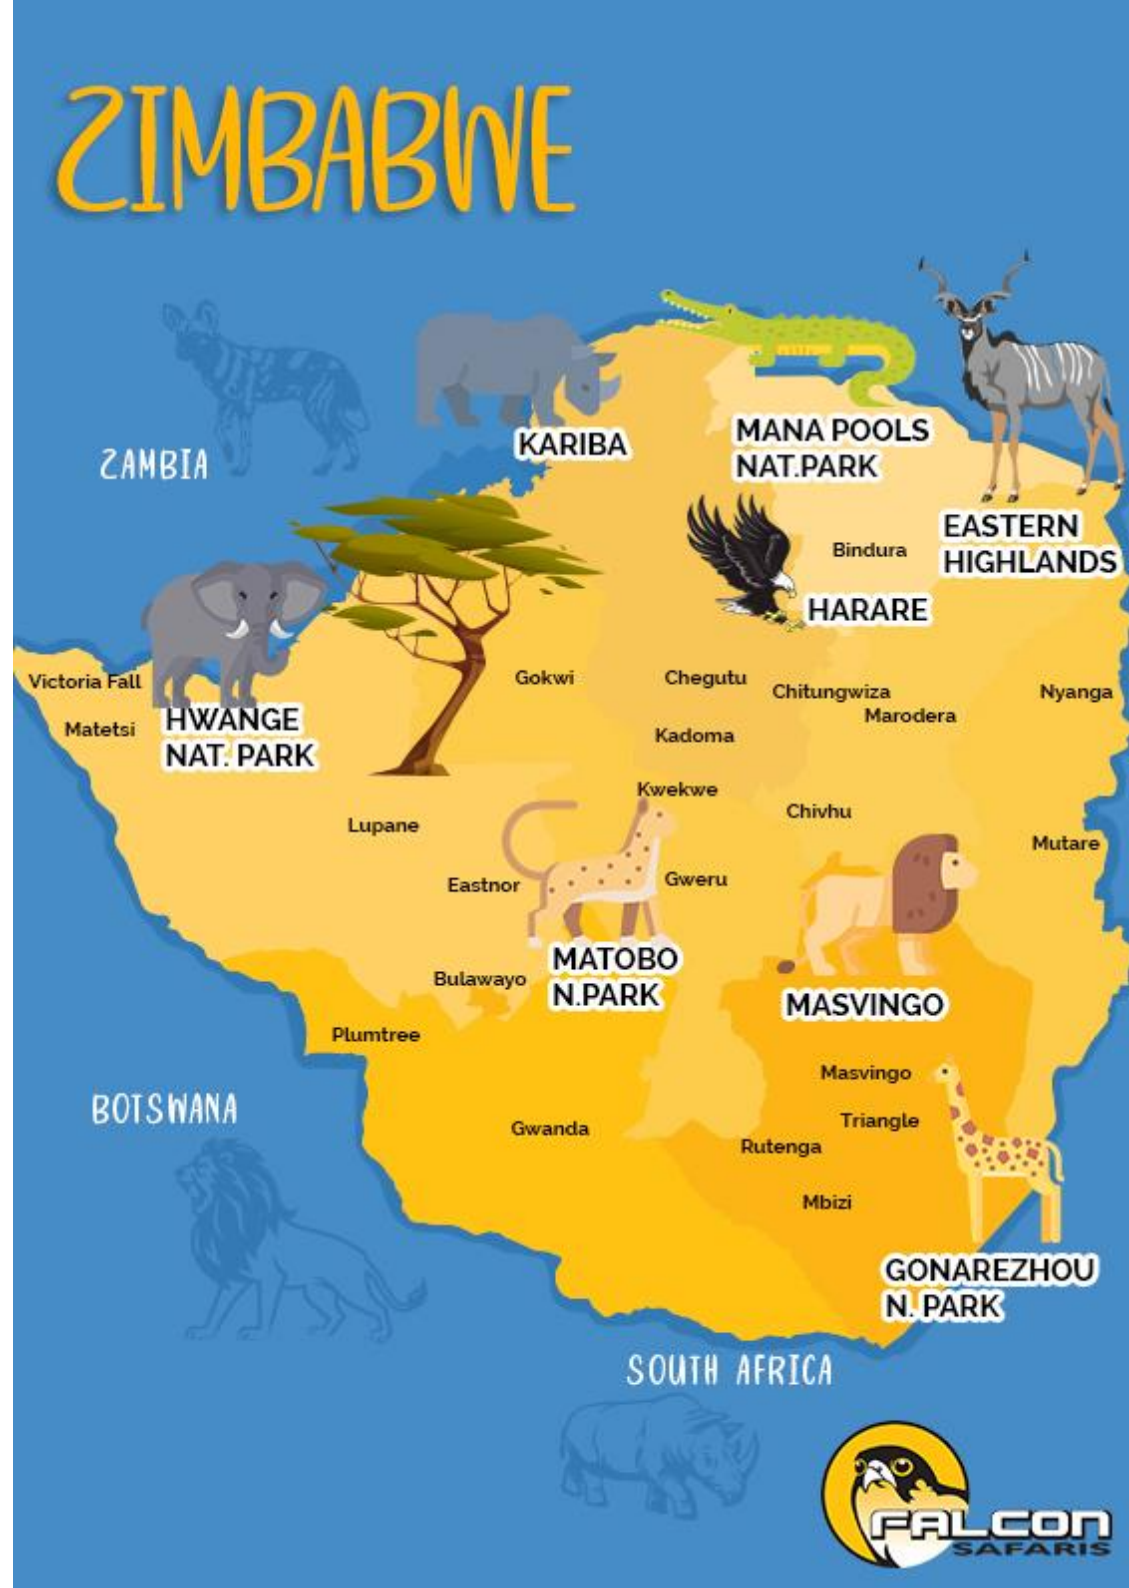 ZIMBABWE
ZAMBIA
KARIBA
MANA POOLS
NAT.PARK
EASTERN
HIGHLANDS
Bindura
HARARE
Victoria Fall
Matetsi
HWANGE
NAT. PARK
Gokwi
Chegutu
Chitungwiza
Marodera
Nyanga
Kadoma
Kwekwe
Chivhu
Lupane
Mutare
Eastnor
Gweru
MATOBO
N.PARK
Bulawayo
MASVINGO
Plumtree
Masvingo
BOTSWANA
Triangle
Gwanda
Rutenga
Mbizi
GONAREZHOU
N. PARK
SOUTH AFRICA
FALCON
SAFARIS